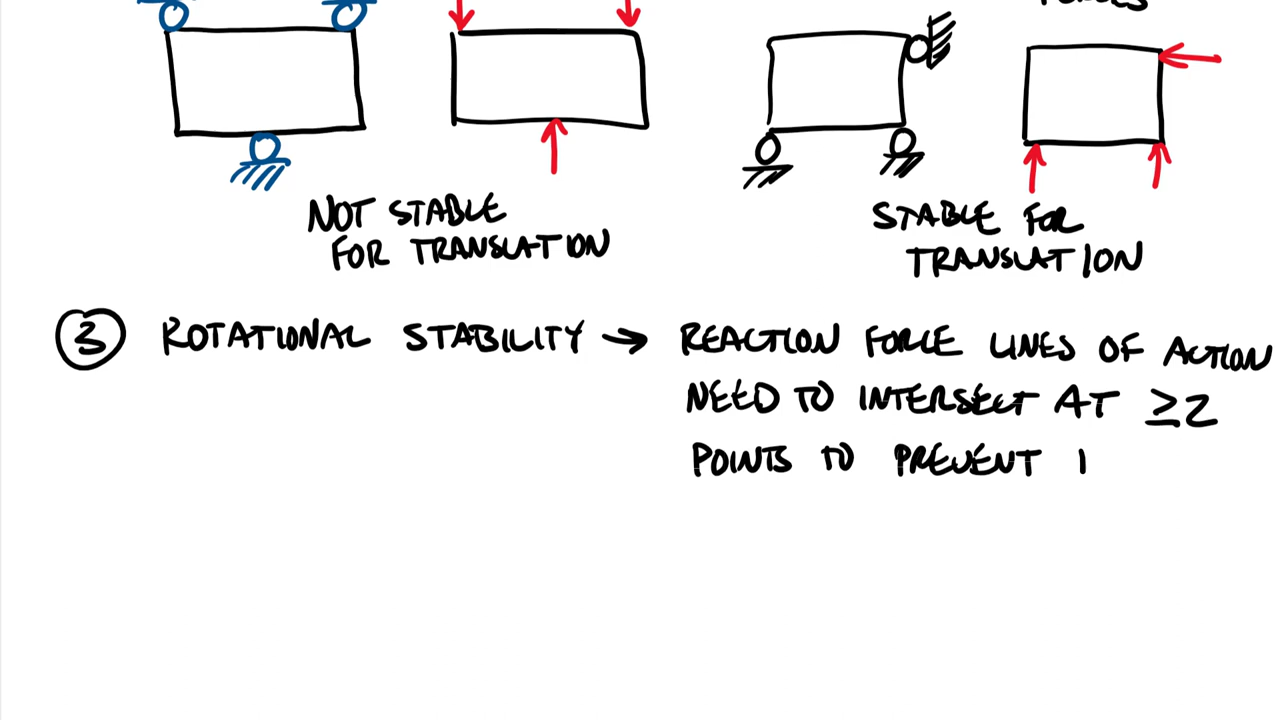 NOT STABLE
FOR TRANSLATION
STABLE FOR
TRANSLATION
3 ROTATIONAL STABILITY → REACTION FORCE LINES OF ACTION
NEED TO INTERSECT AT ≥2
POINTS TO PREVENT